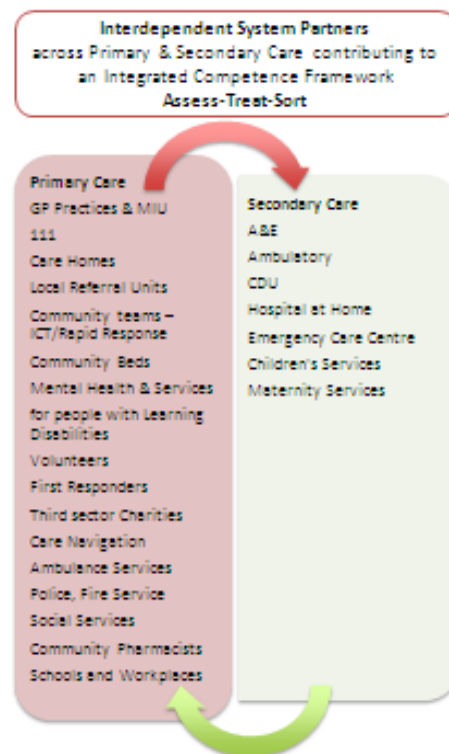 Interdependent System Partners
across Primary & Secondary Care contributing to
an Integrated Competence Framework
Assess-Treat-Sort
Primary Care
GP Practices & MIU
111
Care Homes
Local Referral Units
Community teams –
ICT/Rapid Response
Community Beds
Mental Health & Services
for people with Learning
Disabilities
Volunteers
First Responders
Third sector Charities
Care Navigation
Ambulance Services
Police, Fire Service
Social Services
Community Pharmacists
Schools and Workplaces
Secondary Care
A&E
Ambulatory
CDU
Hospital at Home
Emergency Care Centre
Children's Services
Maternity Services